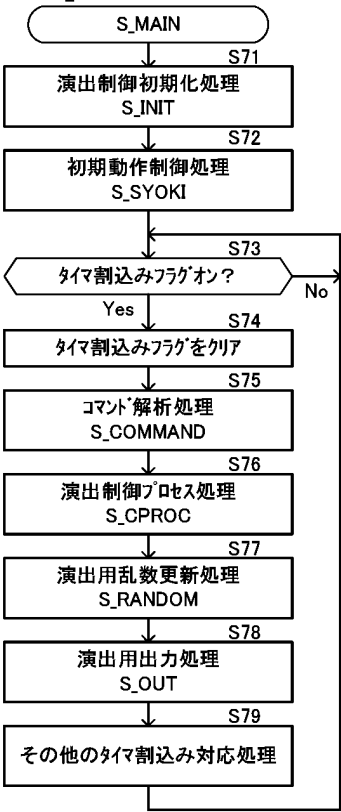 S_MAIN
S71
演出制御初期化処理
S_INIT
S72
初期動作制御処理
S_SYOKI
S73
タイマ割込みフラグオン？
No
Yes
S74
タイマ割込みフラグをクリア
S75
コマンド解析処理
S_COMMAND
S76
演出制御プロセス処理
S_CPROC
S77
演出用乱数更新処理
S_RANDOM
S78
演出用出力処理
S_OUT
S79
その他のタイマ割込み対応処理